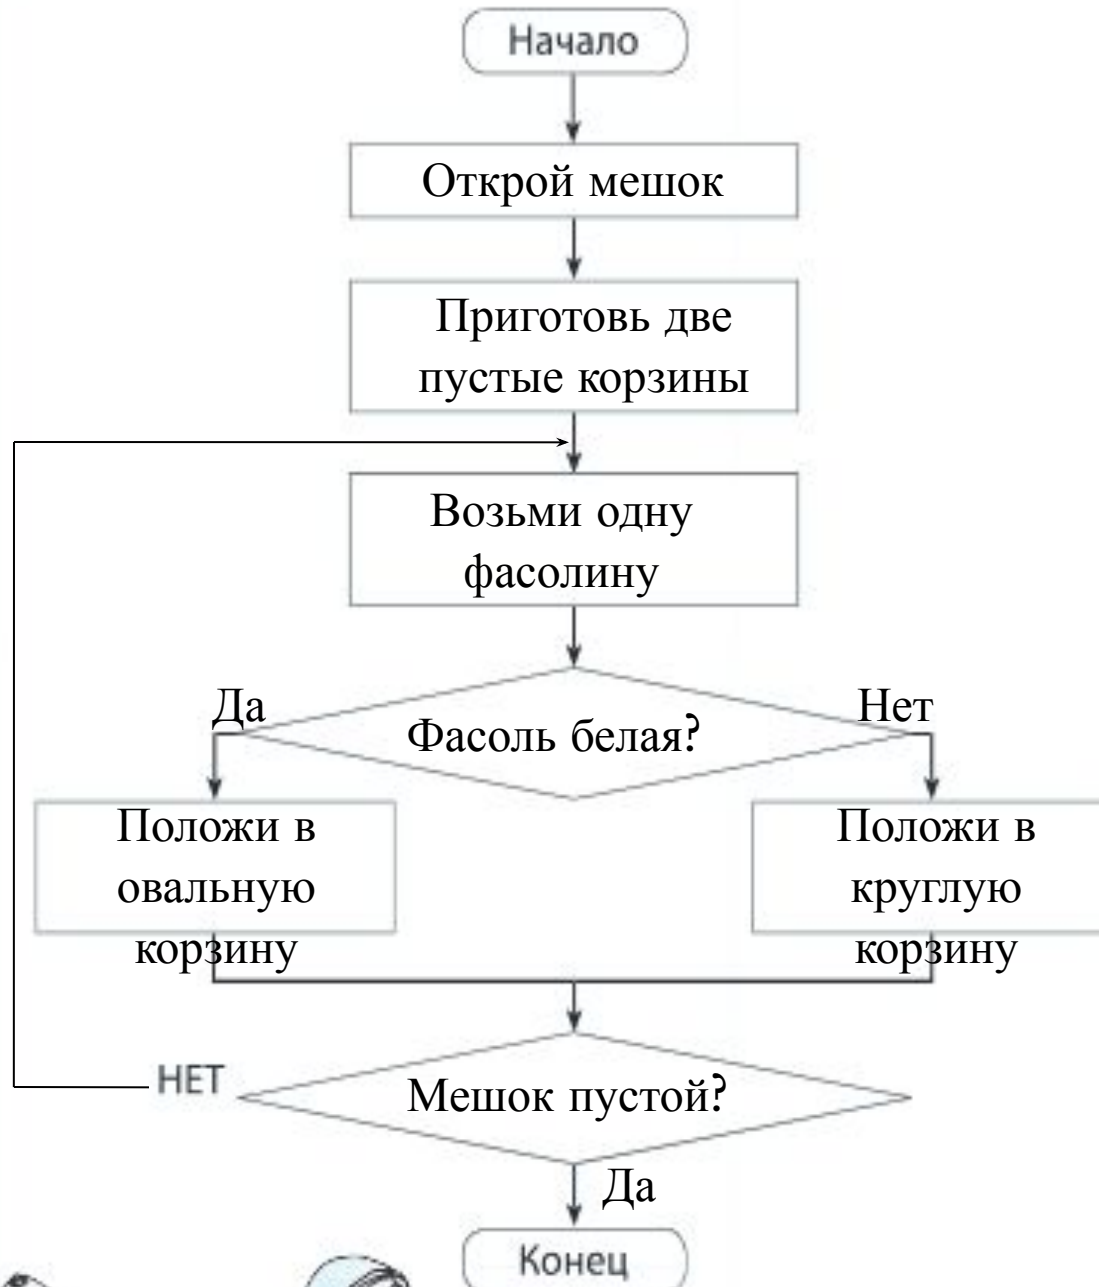 Начало
Открой мешок
Приготовь две
пустые корзины
Возьми одну
фасолину
Да
Нет
Фасоль белая?
Положи в
овальную
корзину
Положи в
круглую
корзину
НЕТ
Мешок пустой?
Да
Конец